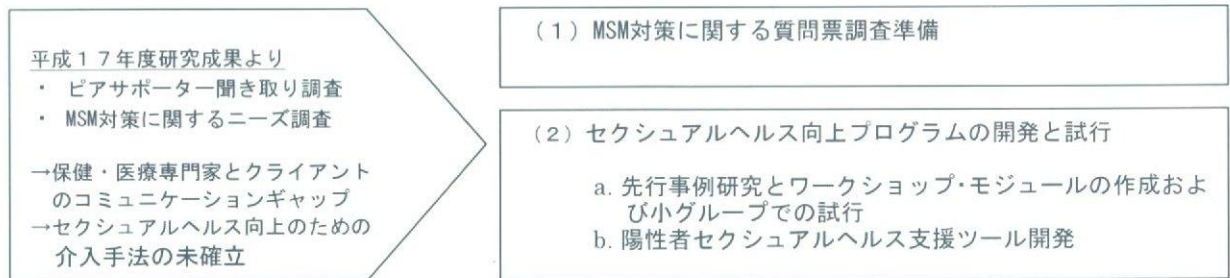 平成１７年度研究成果より
・ ピアサポーター聞き取り調査
・ MSM対策に関するニーズ調査
→保健・医療専門家とクライアント
のコミュニケーションギャップ
→セクシュアルヘルス向上のための
介入手法の未確立
（１）MSM対策に関する質問票調査準備
（２）セクシュアルヘルス向上プログラムの開発と試行
a. 先行事例研究とワークショップ・モジュールの作成およ
び小グループでの試行
b. 陽性者セクシュアルヘルス支援ツール開発